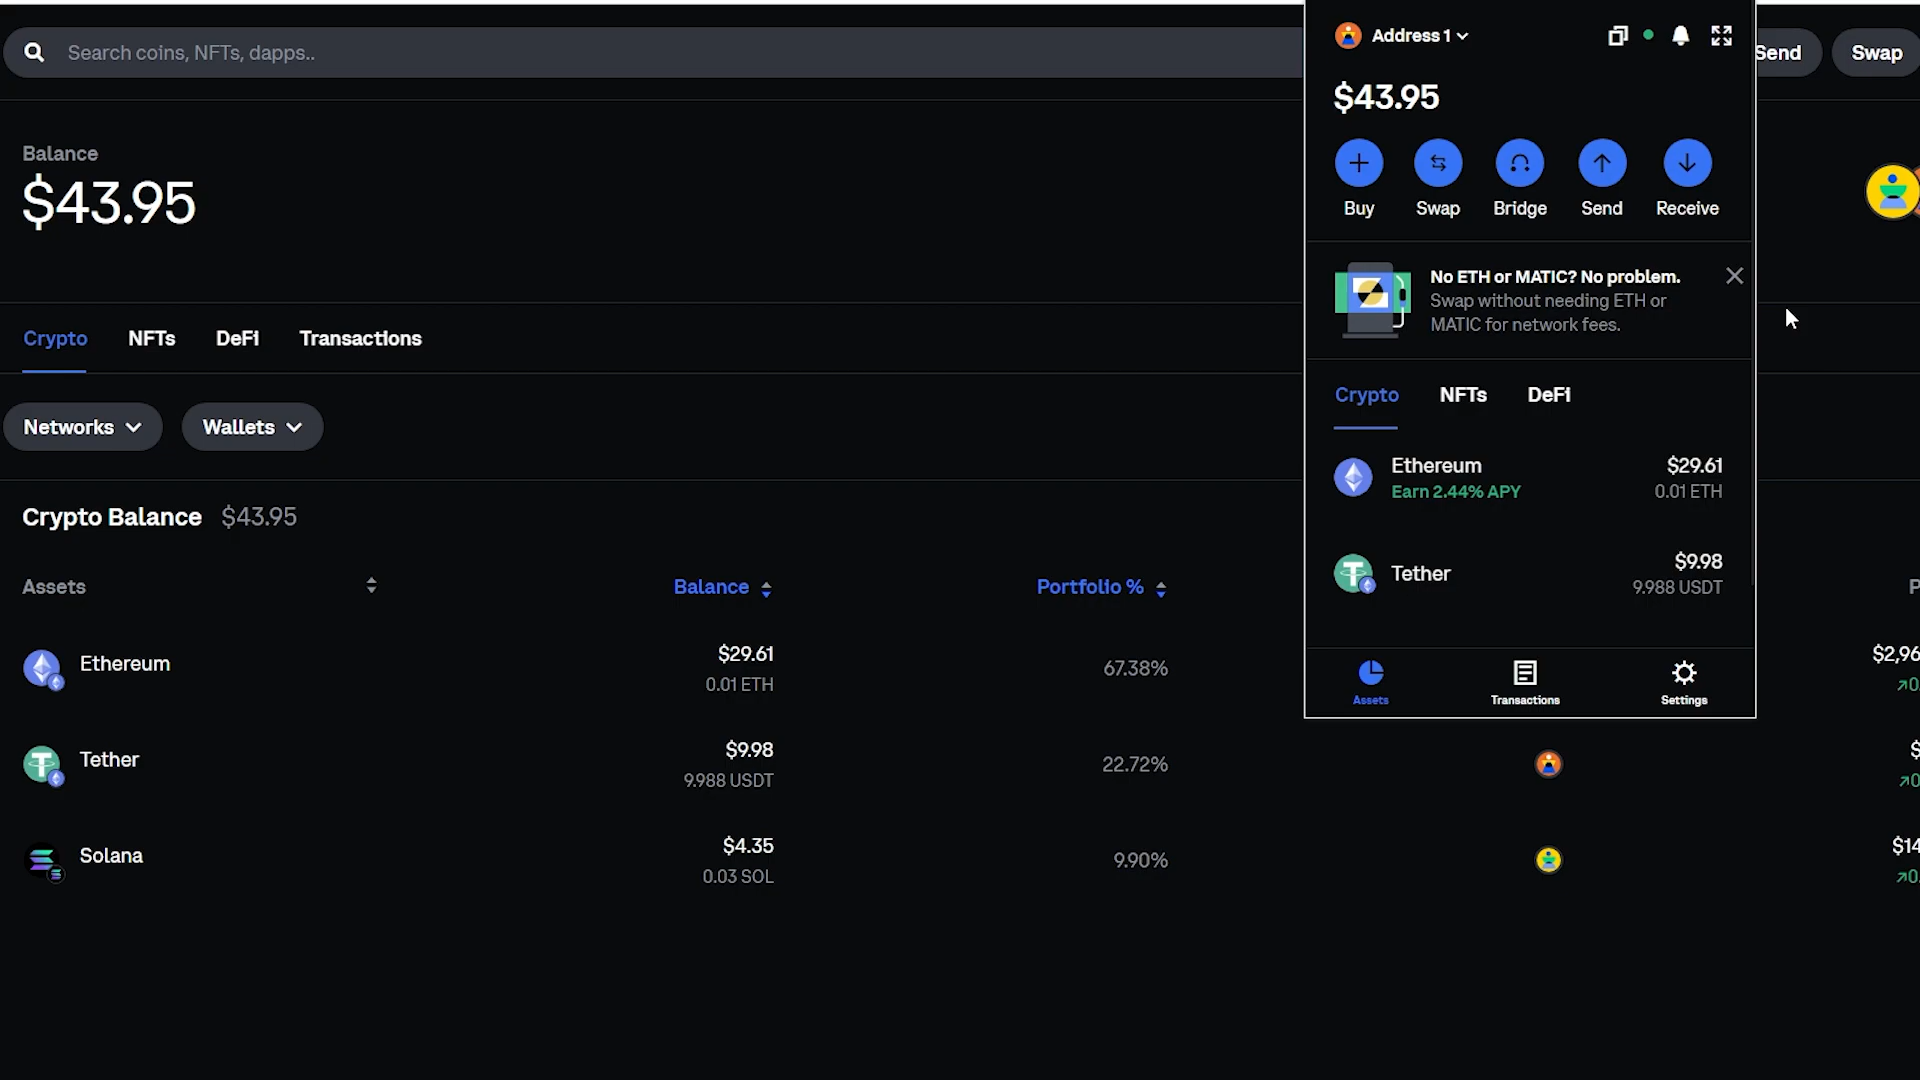 Search coins, NFTs, dapps..
Send
Swap
Balance
$43.95
Crypto
NFTs
DeFi
Transactions
Networks
Wallets
Crypto Balance $43.95
Assets
Balance
Portfolio %
P
Ethereum
$29.61
0.01 ETH
67.38%
$2,96
↗0.
Tether
$9.98
9.988 USDT
22.72%
$
↗0
Solana
$4.35
0.03 SOL
9.90%
$14
↗0.
Address 1
$43.95
Buy
Swap
Bridge
Send
Receive
No ETH or MATIC? No problem.
Swap without needing ETH or
MATIC for network fees.
Crypto
NFTs
DeFi
Ethereum
$29.61
Earn 2.44% APY
0.01 ETH
Tether
$9.98
9.988 USDT
Assets
Transactions
Settings